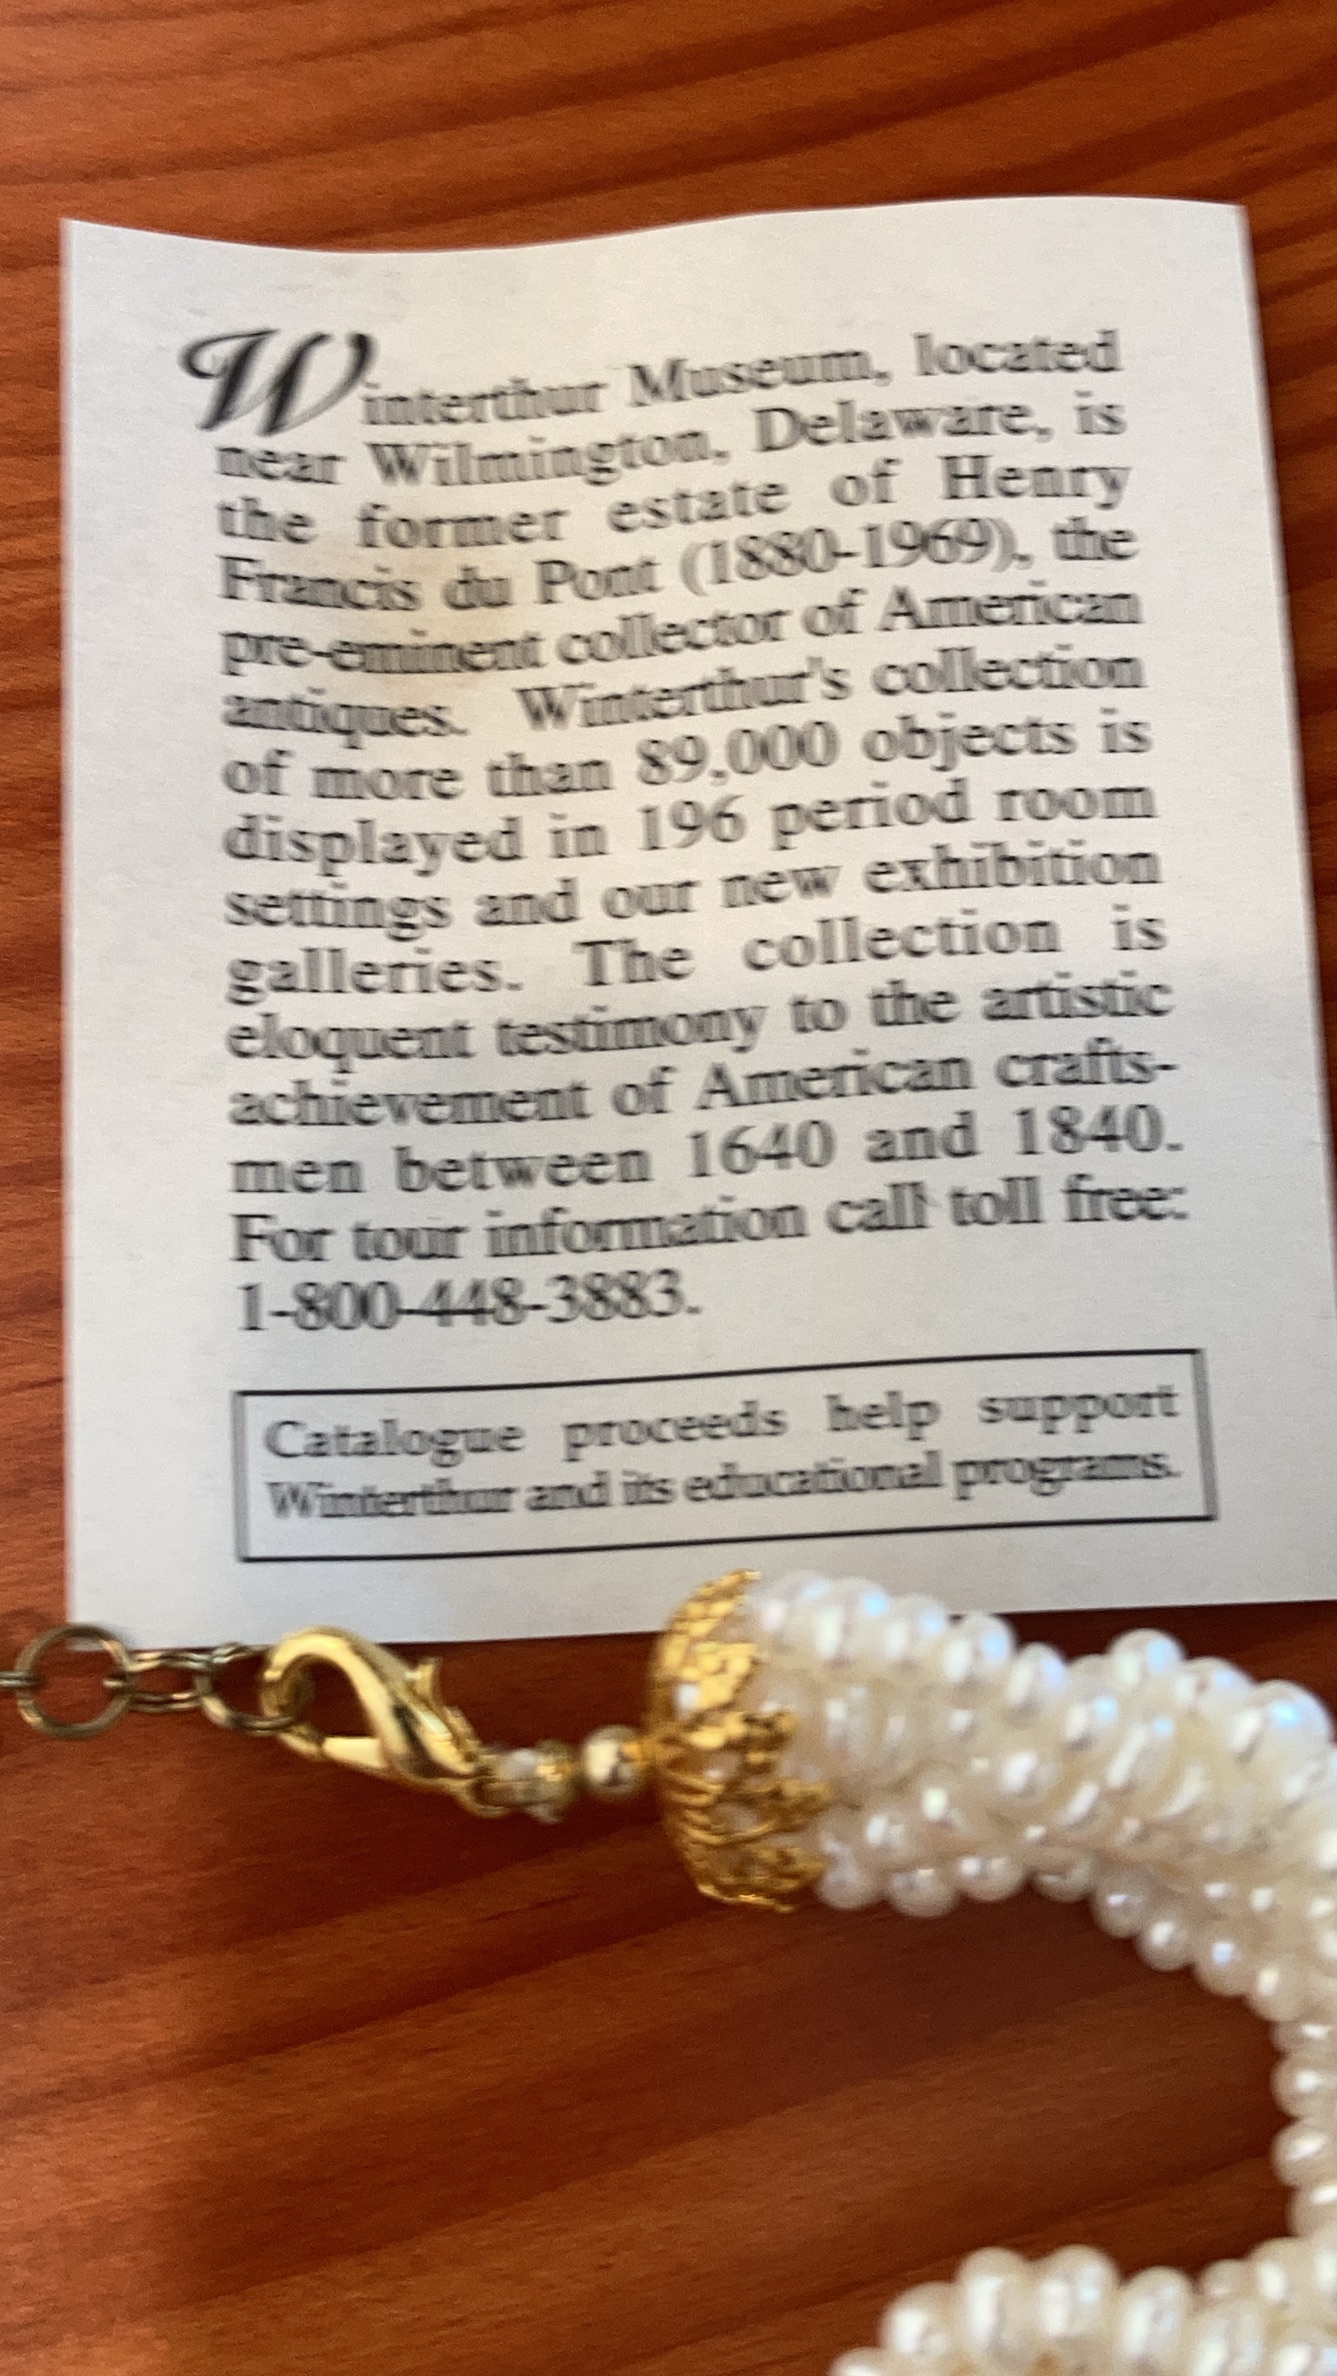 Winterthur Museum, located
near Wilmington, Delaware, is
the former estate of Henry
Francis du Pont (1880-1969), the
pre-eminent collector of American
antiques. Winterthur's collection
of more than 89,000 objects is
displayed in 196 period room
settings and our new exhibition
galleries. The collection is
eloquent testimony to the artistic
achievement of American crafts-
men between 1640 and 1840.
For tour information call toll free:
1-800-448-3883.
Catalogue proceeds help support
Winterthur and its educational programs.